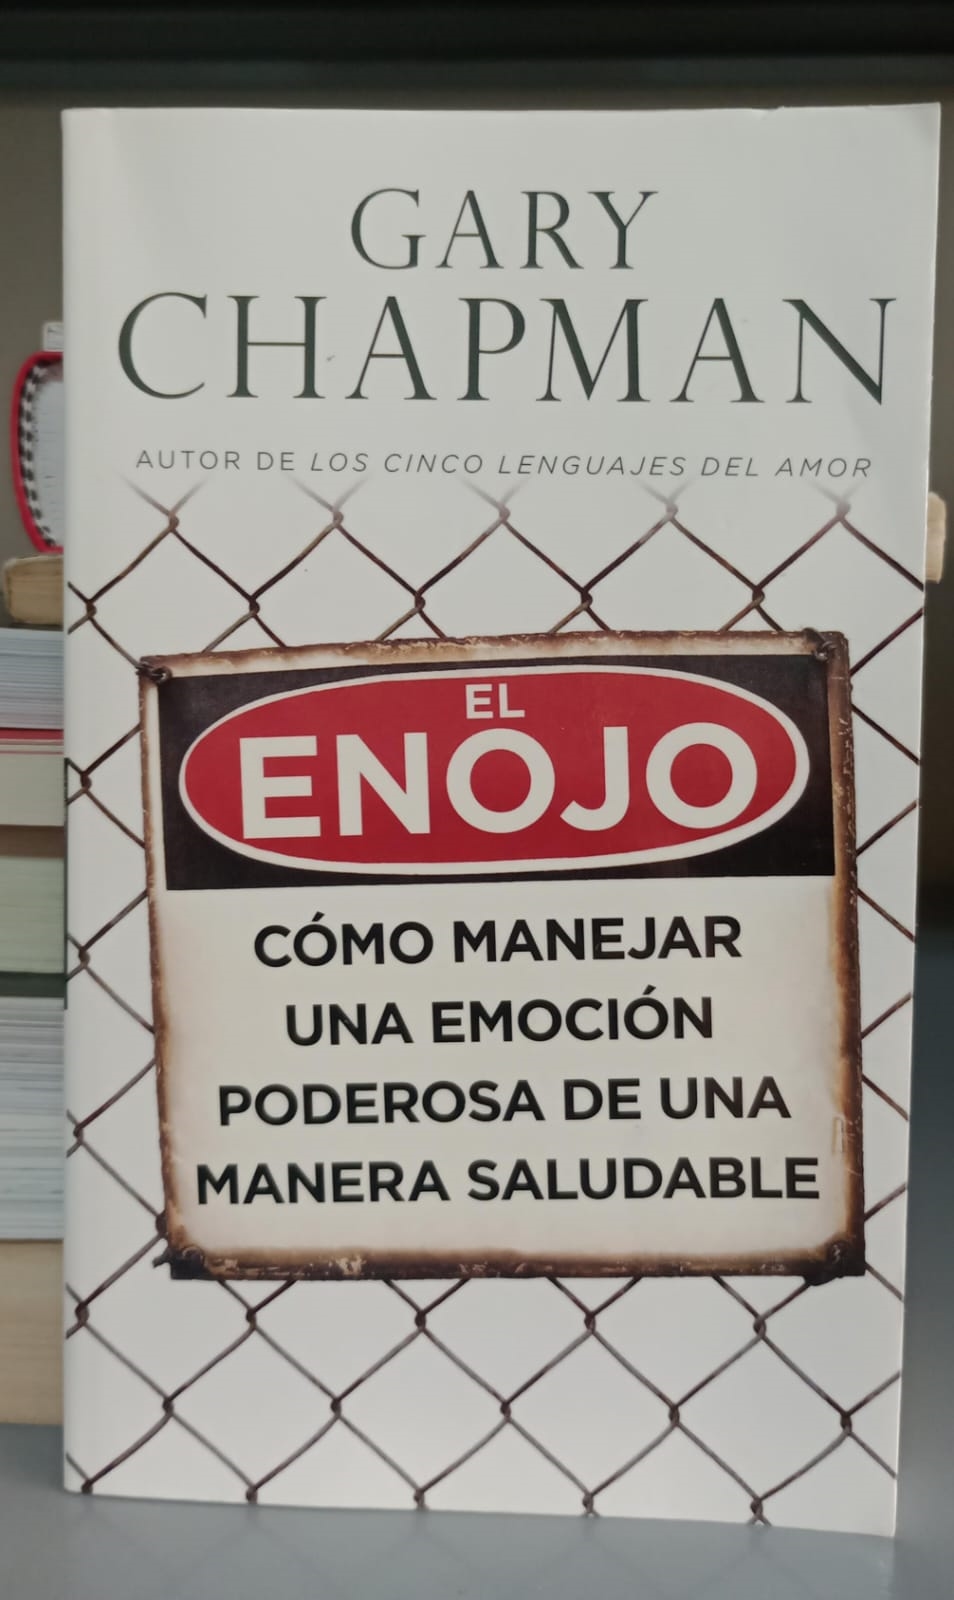 GARY
CHAPMAN
AUTOR DE LOS CINCO LENGUAJES DEL AMOR
EL
ENOJO
CÓMO MANEJAR
UNA EMOCIÓN
PODEROSA DE UNA
MANERA SALUDABLE